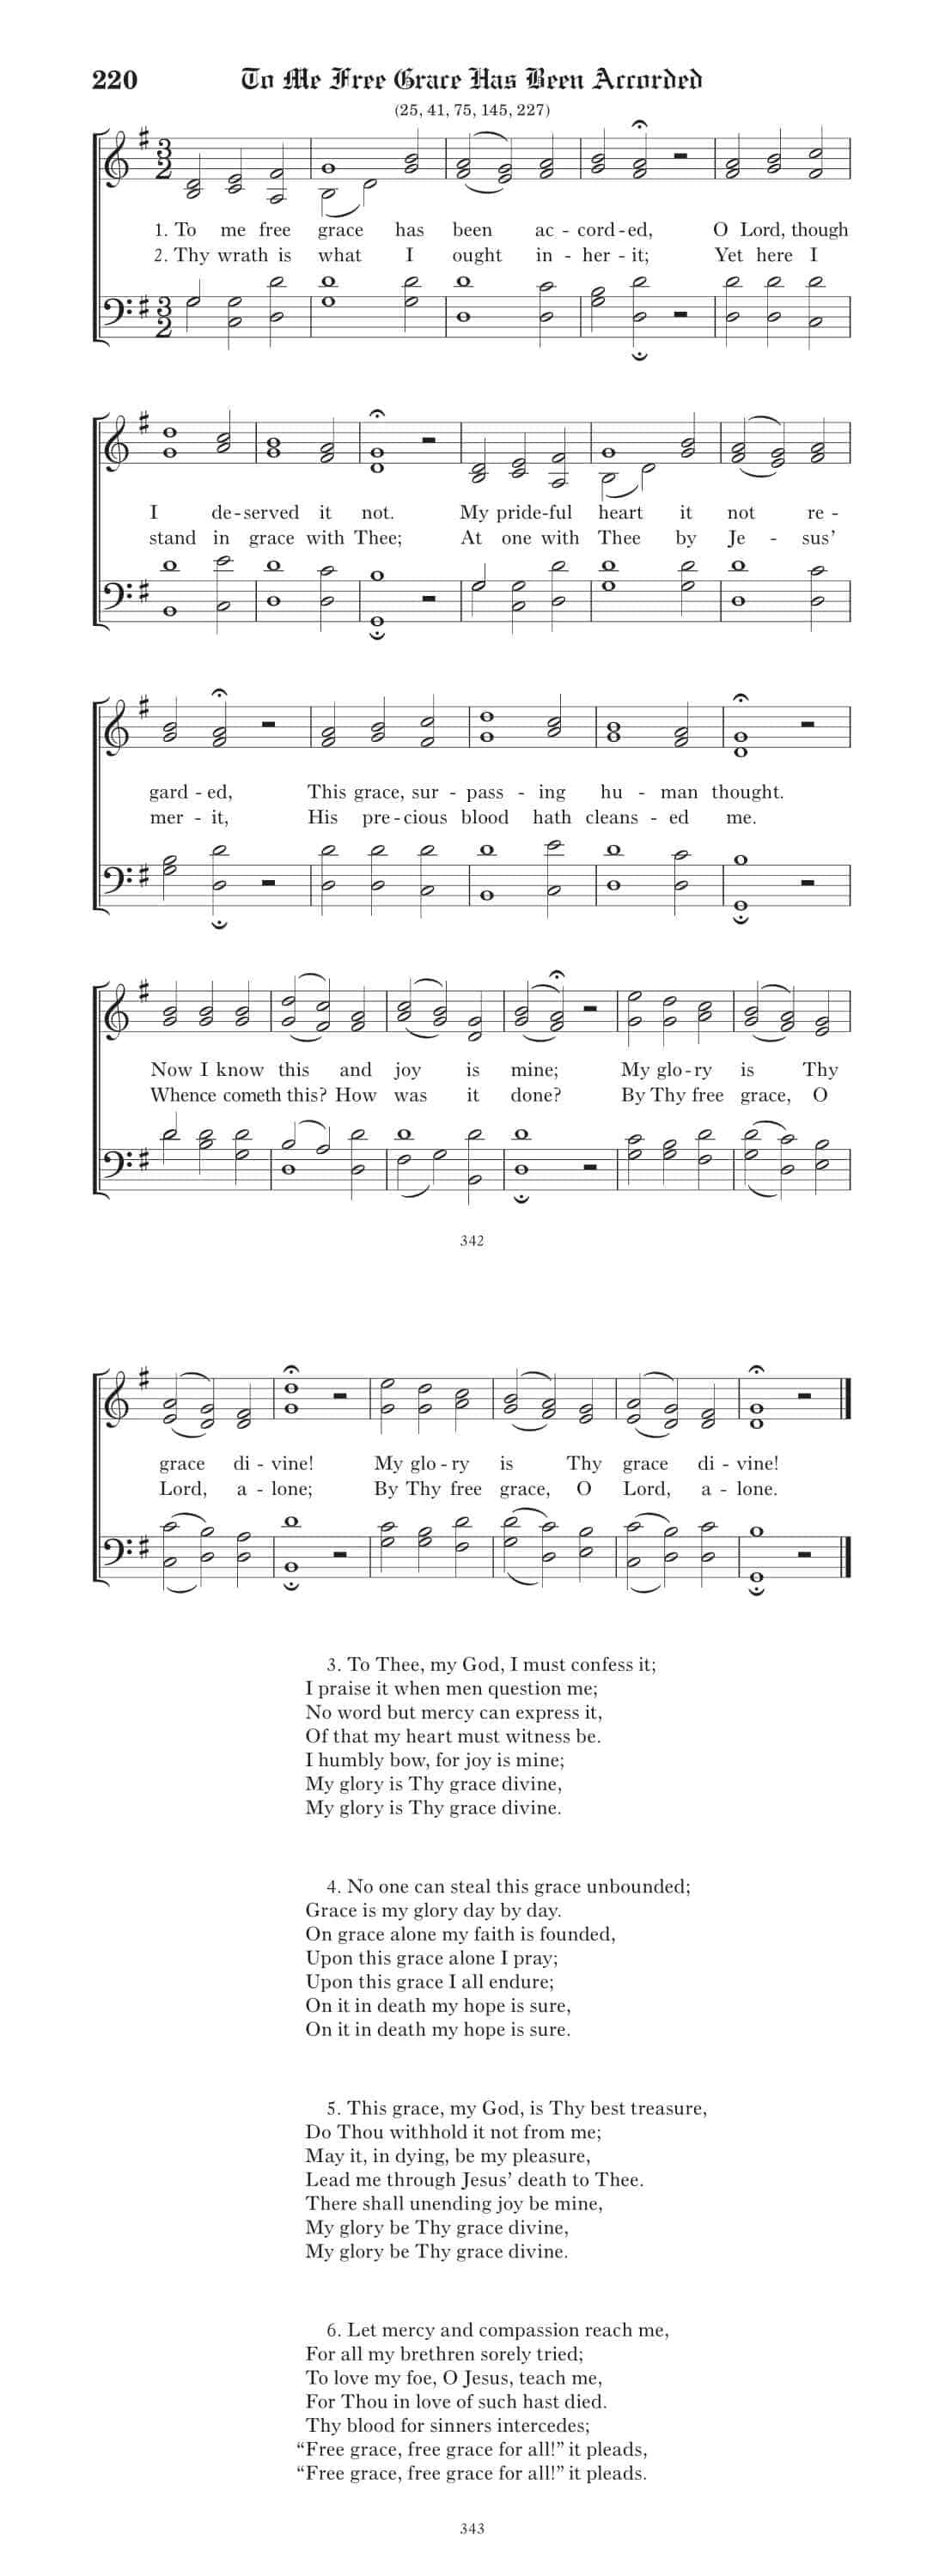 220 To Me Free Grace Has Been Accorded
(25, 41, 75, 145, 227)
1. To me free grace has been ac - cord - ed, O Lord, though
2. Thy wrath is what I ought in - her - it; Yet here I
I de - served it not. My pride - ful heart it not re -
stand in grace with Thee; At one with Thee by Je - sus’
gard - ed, This grace, sur - pass - ing hu - man thought.
mer - it, His pre - cious blood hath cleans - ed me.
Now I know this and joy is mine; My glo - ry is Thy
Whence cometh this? How was it done? By Thy free grace, O
342
grace di - vine! My glo - ry is Thy grace di - vine!
Lord, a - lone; By Thy free grace, O Lord, a - lone.
3. To Thee, my God, I must confess it;
I praise it when men question me;
No word but mercy can express it,
Of that my heart must witness be.
I humbly bow, for joy is mine;
My glory is Thy grace divine,
My glory is Thy grace divine.
4. No one can steal this grace unbounded;
Grace is my glory day by day.
On grace alone my faith is founded,
Upon this grace alone I pray;
Upon this grace I all endure;
On it in death my hope is sure,
On it in death my hope is sure.
5. This grace, my God, is Thy best treasure,
Do Thou withhold it not from me;
May it, in dying, be my pleasure,
Lead me through Jesus’ death to Thee.
There shall unending joy be mine,
My glory be Thy grace divine,
My glory be Thy grace divine.
6. Let mercy and compassion reach me,
For all my brethren sorely tried;
To love my foe, O Jesus, teach me,
For Thou in love of such hast died.
Thy blood for sinners intercedes;
“Free grace, free grace for all!” it pleads,
“Free grace, free grace for all!” it pleads.
343